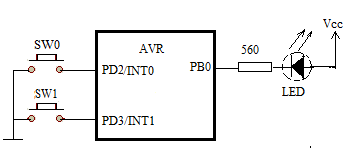 Vcc
SW0
AVR
560
PD2/INT0
PB0
LED
SW1
PD3/INT1